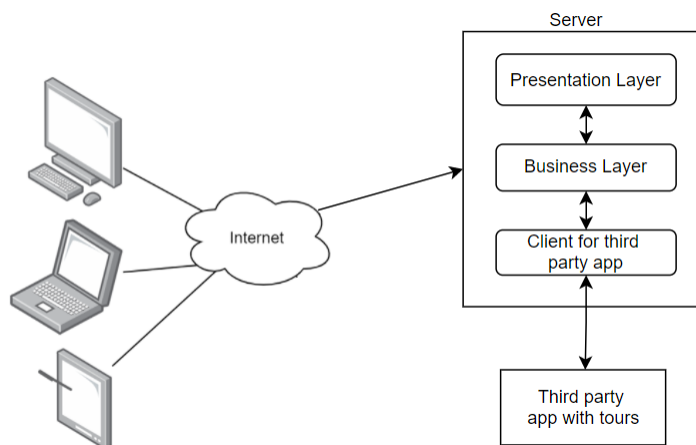 Server
Presentation Layer
Business Layer
Internet
Client for third
party app
Third party
app with tours